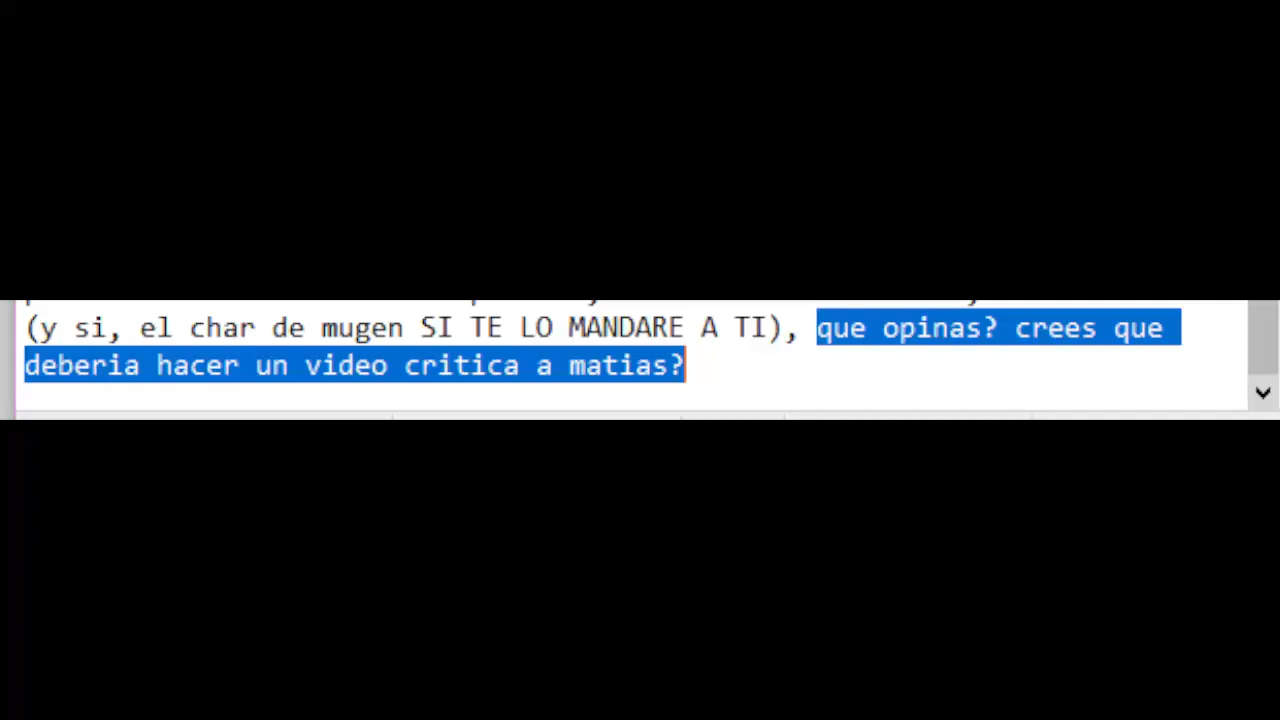 (y si, el char de mugen SI TE LO MANDARE A TI), que opinas? crees que
deberia hacer un video critica a matias?